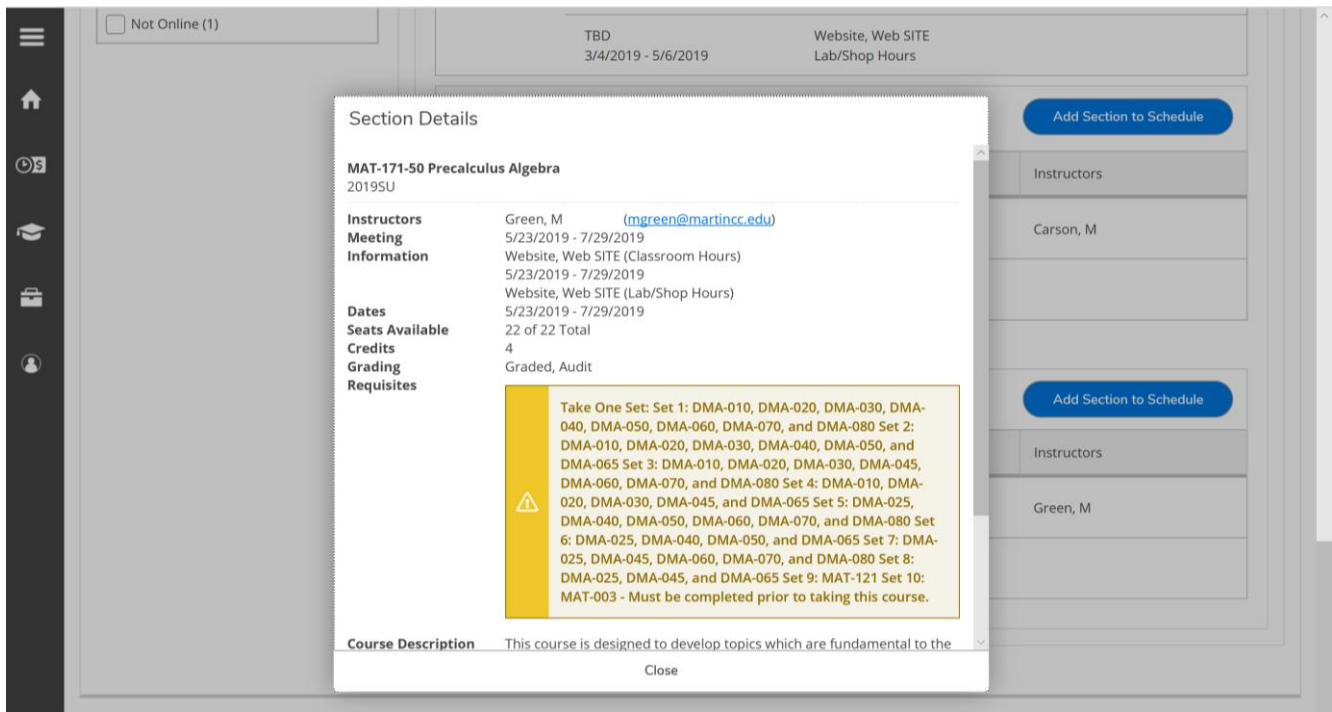 Not Online (1)
TBD Website, Web SITE
3/4/2019 - 5/6/2019 Lab/Shop Hours
Add Section to Schedule
Instructors
Carson, M
Add Section to Schedule
Instructors
Green, M
Section Details
MAT-171-50 Precalculus Algebra
2019SU
Instructors Green, M (mgreen@martincc.edu)
Meeting 5/23/2019 - 7/29/2019
Information Website, Web SITE (Classroom Hours)
5/23/2019 - 7/29/2019
Website, Web SITE (Lab/Shop Hours)
Dates 5/23/2019 - 7/29/2019
Seats Available 22 of 22 Total
Credits 4
Grading Graded, Audit
Requisites
Take One Set: Set 1: DMA-010, DMA-020, DMA-030, DMA-
040, DMA-050, DMA-060, DMA-070, and DMA-080 Set 2:
DMA-010, DMA-020, DMA-030, DMA-040, DMA-050, and
DMA-065 Set 3: DMA-010, DMA-020, DMA-030, DMA-045,
DMA-060, DMA-070, and DMA-080 Set 4: DMA-010, DMA-
020, DMA-030, DMA-045, and DMA-065 Set 5: DMA-025,
DMA-040, DMA-050, DMA-060, DMA-070, and DMA-080 Set
6: DMA-025, DMA-040, DMA-050, and DMA-065 Set 7: DMA-
025, DMA-045, DMA-060, DMA-070, and DMA-080 Set 8:
DMA-025, DMA-045, and DMA-065 Set 9: MAT-121 Set 10:
MAT-003 - Must be completed prior to taking this course.
Course Description This course is designed to develop topics which are fundamental to the
Close